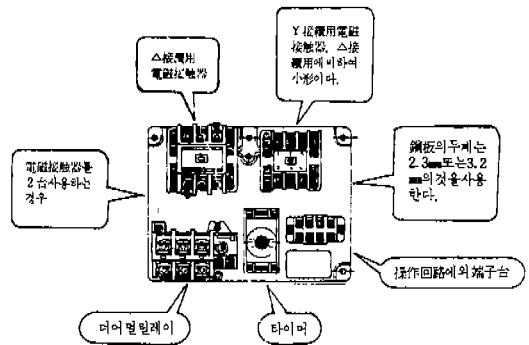 △接續用
電磁接触器
Y接續用電磁
接触器. △接
續用에 비하여
小形이다.
電磁接触器를
2台사용하는
경우
鋼板의 두께는
2.3㎜또는3.2
㎜의것을사용
한다.
操作回路에의 端子台
더어멀릴레이
타이머